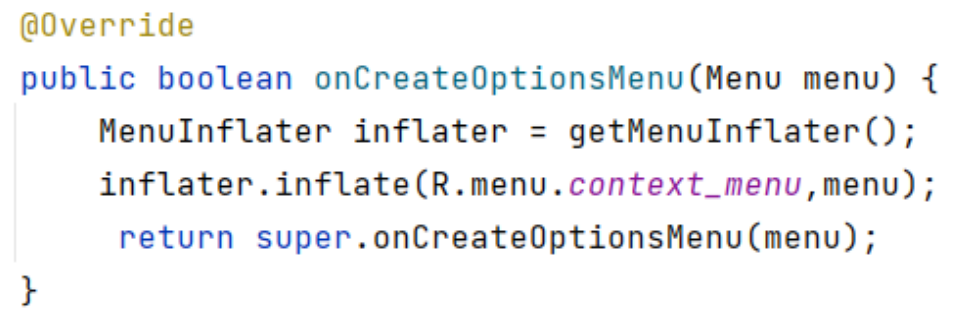 @Override
public boolean onCreateOptionsMenu(Menu menu) {
    MenuInflater inflater = getMenuInflater();
    inflater.inflate(R.menu.context_menu,menu);
     return super.onCreateOptionsMenu(menu);
}